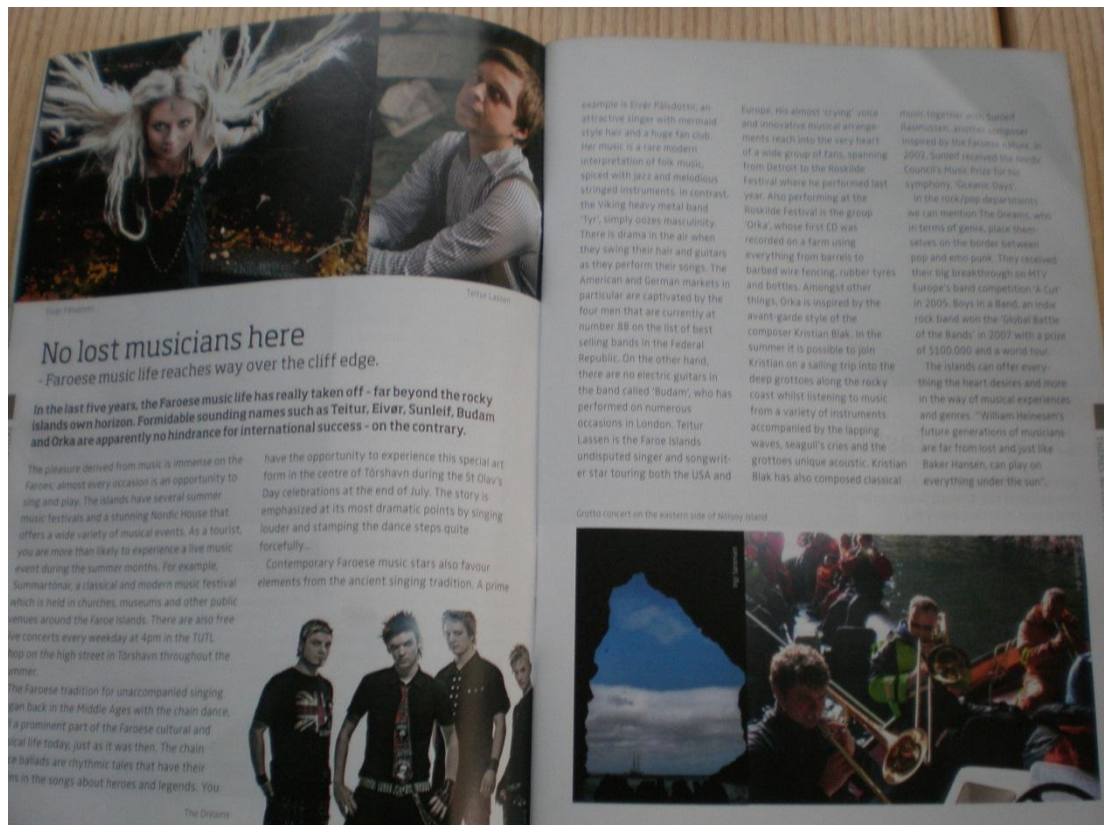 Eivør Pálsdóttir
Teitur Lassen
No lost musicians here
- Faroese music life reaches way over the cliff edge.
In the last five years, the Faroese music life has really taken off - far beyond the rocky
islands own horizon. Formidable sounding names such as Teitur, Eivør, Sunleif, Budam
and Orka are apparently no hindrance for international success - on the contrary.
The pleasure derived from music is immense on the
Faroes; almost every occasion is an opportunity to
sing and play. The islands have several summer
music festivals and a stunning Nordic House that
offers a wide variety of musical events. As a tourist,
you are more than likely to experience a live music
event during the summer months. For example,
Summartónar, a classical and modern music festival
which is held in churches, museums and other public
venues around the Faroe Islands. There are also free
ve concerts every weekday at 4pm in the TUTL
hop on the high street in Tórshavn throughout the
mmer.
The Faroese tradition for unaccompanied singing
gan back in the Middle Ages with the chain dance,
a prominent part of the Faroese cultural and
ical life today, just as it was then. The chain
ce ballads are rhythmic tales that have their
ns in the songs about heroes and legends. You
have the opportunity to experience this special art
form in the centre of Tórshavn during the St Olav's
Day celebrations at the end of July. The story is
emphasized at its most dramatic points by singing
louder and stamping the dance steps quite
forcefully...
Contemporary Faroese music stars also favour
elements from the ancient singing tradition. A prime
The Dreams
example is Eivør Pálsdóttir, an
attractive singer with mermaid
style hair and a huge fan club.
Her music is a rare modern
interpretation of folk music,
spiced with jazz and melodious
stringed instruments. In contrast,
the Viking heavy metal band
'Tyr', simply oozes masculinity.
There is drama in the air when
they swing their hair and guitars
as they perform their songs. The
American and German markets in
particular are captivated by the
four men that are currently at
number 88 on the list of best
selling bands in the Federal
Republic. On the other hand,
there are no electric guitars in
the band called 'Budam', who has
performed on numerous
occasions in London. Teitur
Lassen is the Faroe Islands
undisputed singer and songwrit-
er star touring both the USA and
Europe. His almost 'crying' voice
and innovative musical arrange-
ments reach into the very heart
of a wide group of fans, spanning
from Detroit to the Roskilde
Festival where he performed last
year. Also performing at the
Roskilde Festival is the group
'Orka', whose first CD was
recorded on a farm using
everything from barrels to
barbed wire fencing, rubber tyres
and bottles. Amongst other
things, Orka is inspired by the
avant-garde style of the
composer Kristian Blak. In the
summer it is possible to join
Kristian on a sailing trip into the
deep grottoes along the rocky
coast whilst listening to music
from a variety of instruments
accompanied by the lapping
waves, seagull's cries and the
grottoes unique acoustic. Kristian
Blak has also composed classical
music together with Sunleif
Rasmussen, another composer
inspired by the Faroese nature. In
2002, Sunleif received the Nordic
Council's Music Prize for his
symphony, 'Oceanic Days'.
In the rock/pop departments
we can mention The Dreams, who
in terms of genre, place them-
selves on the border between
pop and emo punk. They received
their big breakthrough on MTV
Europe's band competition 'A Cut'
in 2005. Boys in a Band, an indie
rock band won the 'Global Battle
of the Bands' in 2007 with a prize
of $100.000 and a world tour.
The islands can offer every-
thing the heart desires and more
in the way of musical experiences
and genres. "William Heinesen's
future generations of musicians
are far from lost and just like
Baker Hansen, can play on
everything under the sun".
Grotto concert on the eastern side of Nólsoy Island